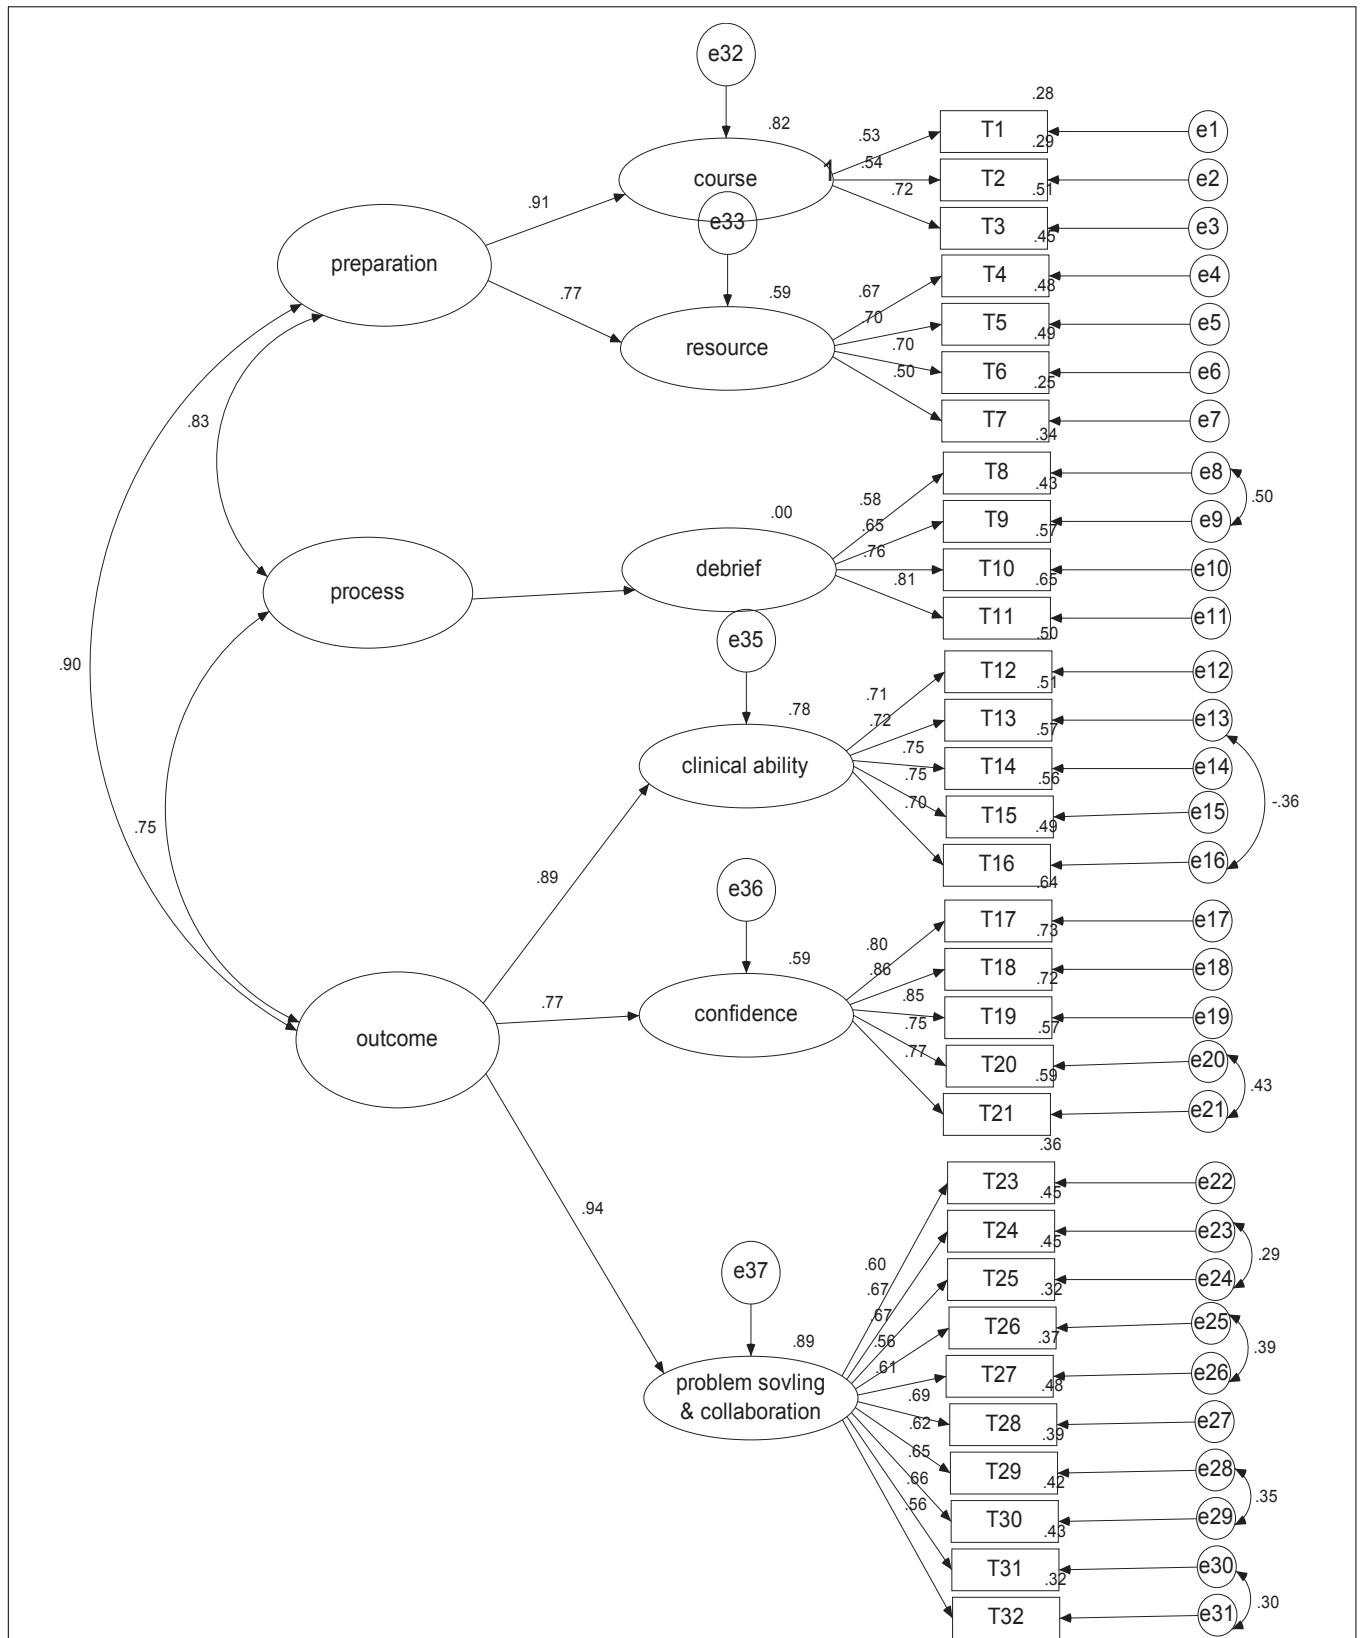 e32
.28
.82
.53
T1
e1
.29
1
.54
course
T2
e2
.51
.91
.72
e33
T3
e3
.45
preparation
.77
.59
.67
T4
e4
.48
.70
T5
e5
.49
resource
.70
.50
T6
e6
.25
.83
T7
e7
.34
.58
T8
e8
.43
.50
.00
.65
T9
e9
.57
.76
debrief
T10
e10
.65
process
.81
T11
e11
.50
e35
.90
.71
T12
e12
.51
.78
.72
T13
e13
.57
.75
clinical ability
T14
e14
.56
.75
-.36
.70
T15
e15
.49
.75
T16
e16
.64
.89
e36
T17
e17
.73
.80
.59
.86
T18
e18
.72
.77
.85
confidence
T19
e19
.57
.75
outcome
.77
T20
e20
.59
.43
T21
e21
.36
T23
e22
.45
.94
T24
e23
.45
.29
e37
.60
T25
e24
.32
.67
.67
T26
e25
.37
.89
.56
.39
.61
T27
e26
.48
problem sovling
& collaboration
.69
T28
e27
.39
.62
.65
T29
e28
.42
.66
.35
.56
T30
e29
.43
T31
e30
.32
.30
T32
e31